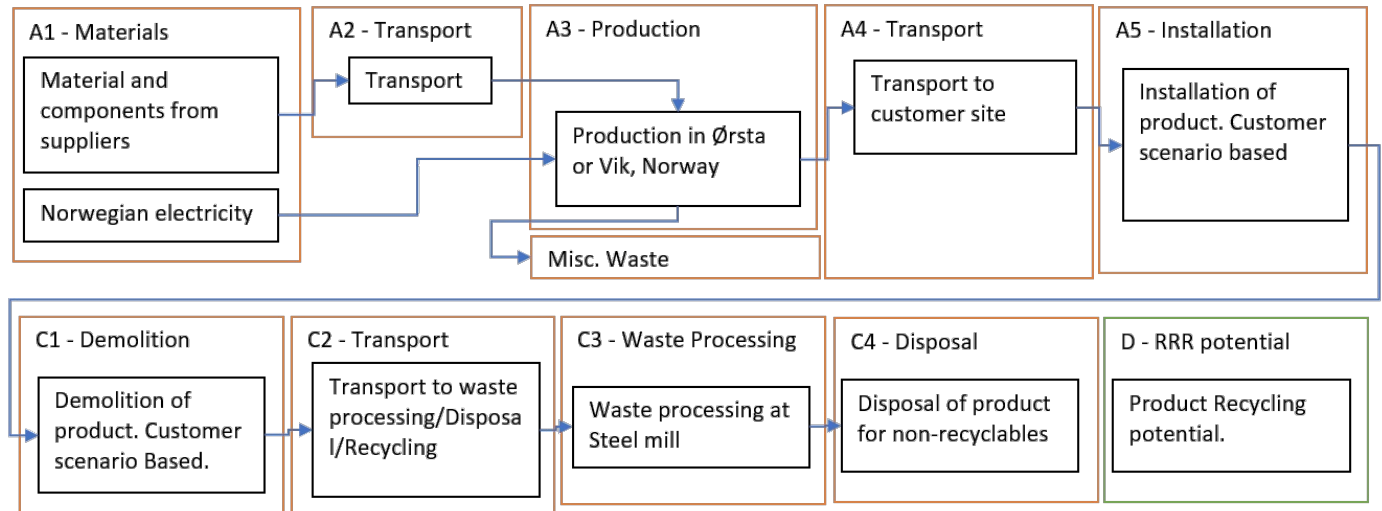 A1 - Materials
Material and
components from
suppliers
Norwegian electricity
A2 - Transport
Transport
A3 - Production
Production in Ørsta
or Vik, Norway
Misc. Waste
A4 - Transport
Transport to
customer site
A5 - Installation
Installation of
product. Customer
scenario based
C1 - Demolition
Demolition of
product. Customer
scenario Based.
C2 - Transport
Transport to waste
processing/Disposa
l/Recycling
C3 - Waste Processing
Waste processing at
Steel mill
C4 - Disposal
Disposal of product
for non-recyclables
D - RRR potential
Product Recycling
potential.